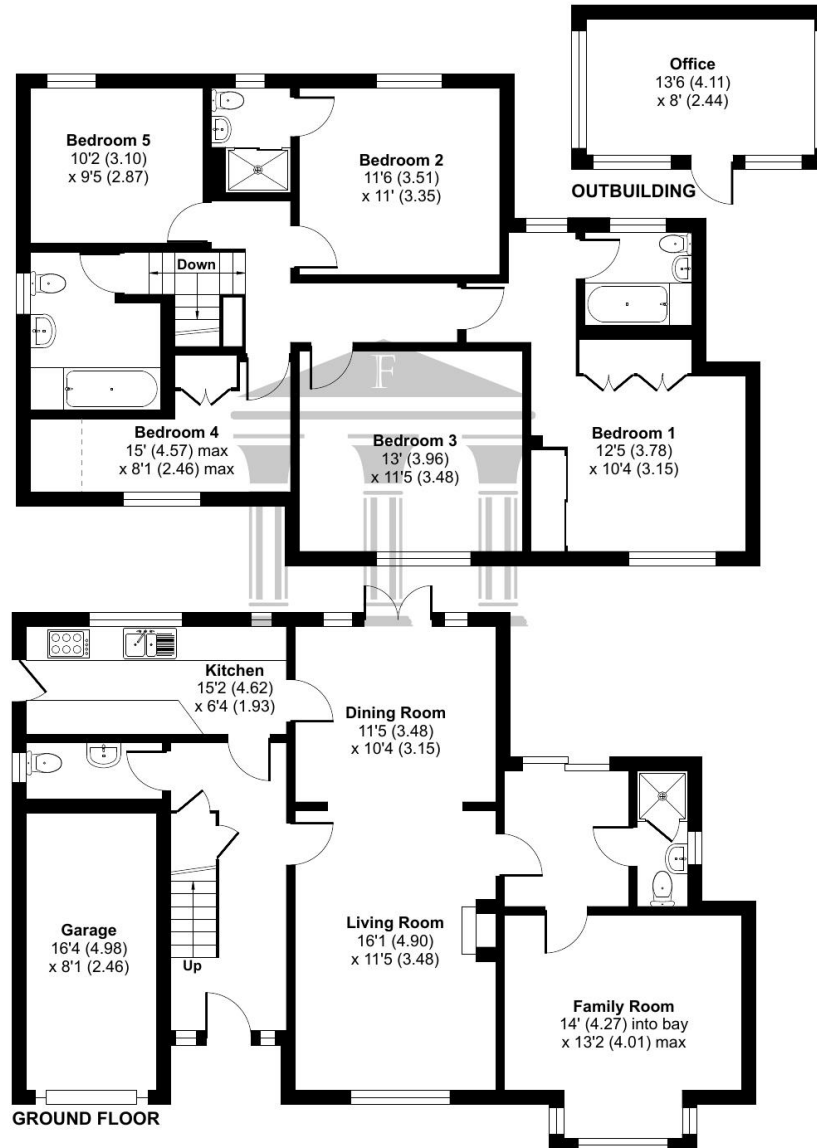 Office
13'6 (4.11)
x 8' (2.44)
OUTBUILDING
Bedroom 5
10'2 (3.10)
x 9'5 (2.87)
Bedroom 2
11'6 (3.51)
x 11' (3.35)
Down
F
Bedroom 4
15' (4.57) max
x 8'1 (2.46) max
Bedroom 3
13' (3.96)
x 11'5 (3.48)
Bedroom 1
12'5 (3.78)
x 10'4 (3.15)
Kitchen
15'2 (4.62)
x 6'4 (1.93)
Dining Room
11'5 (3.48)
x 10'4 (3.15)
Garage
16'4 (4.98)
x 8'1 (2.46)
Up
Living Room
16'1 (4.90)
x 11'5 (3.48)
Family Room
14' (4.27) into bay
x 13'2 (4.01) max
GROUND FLOOR